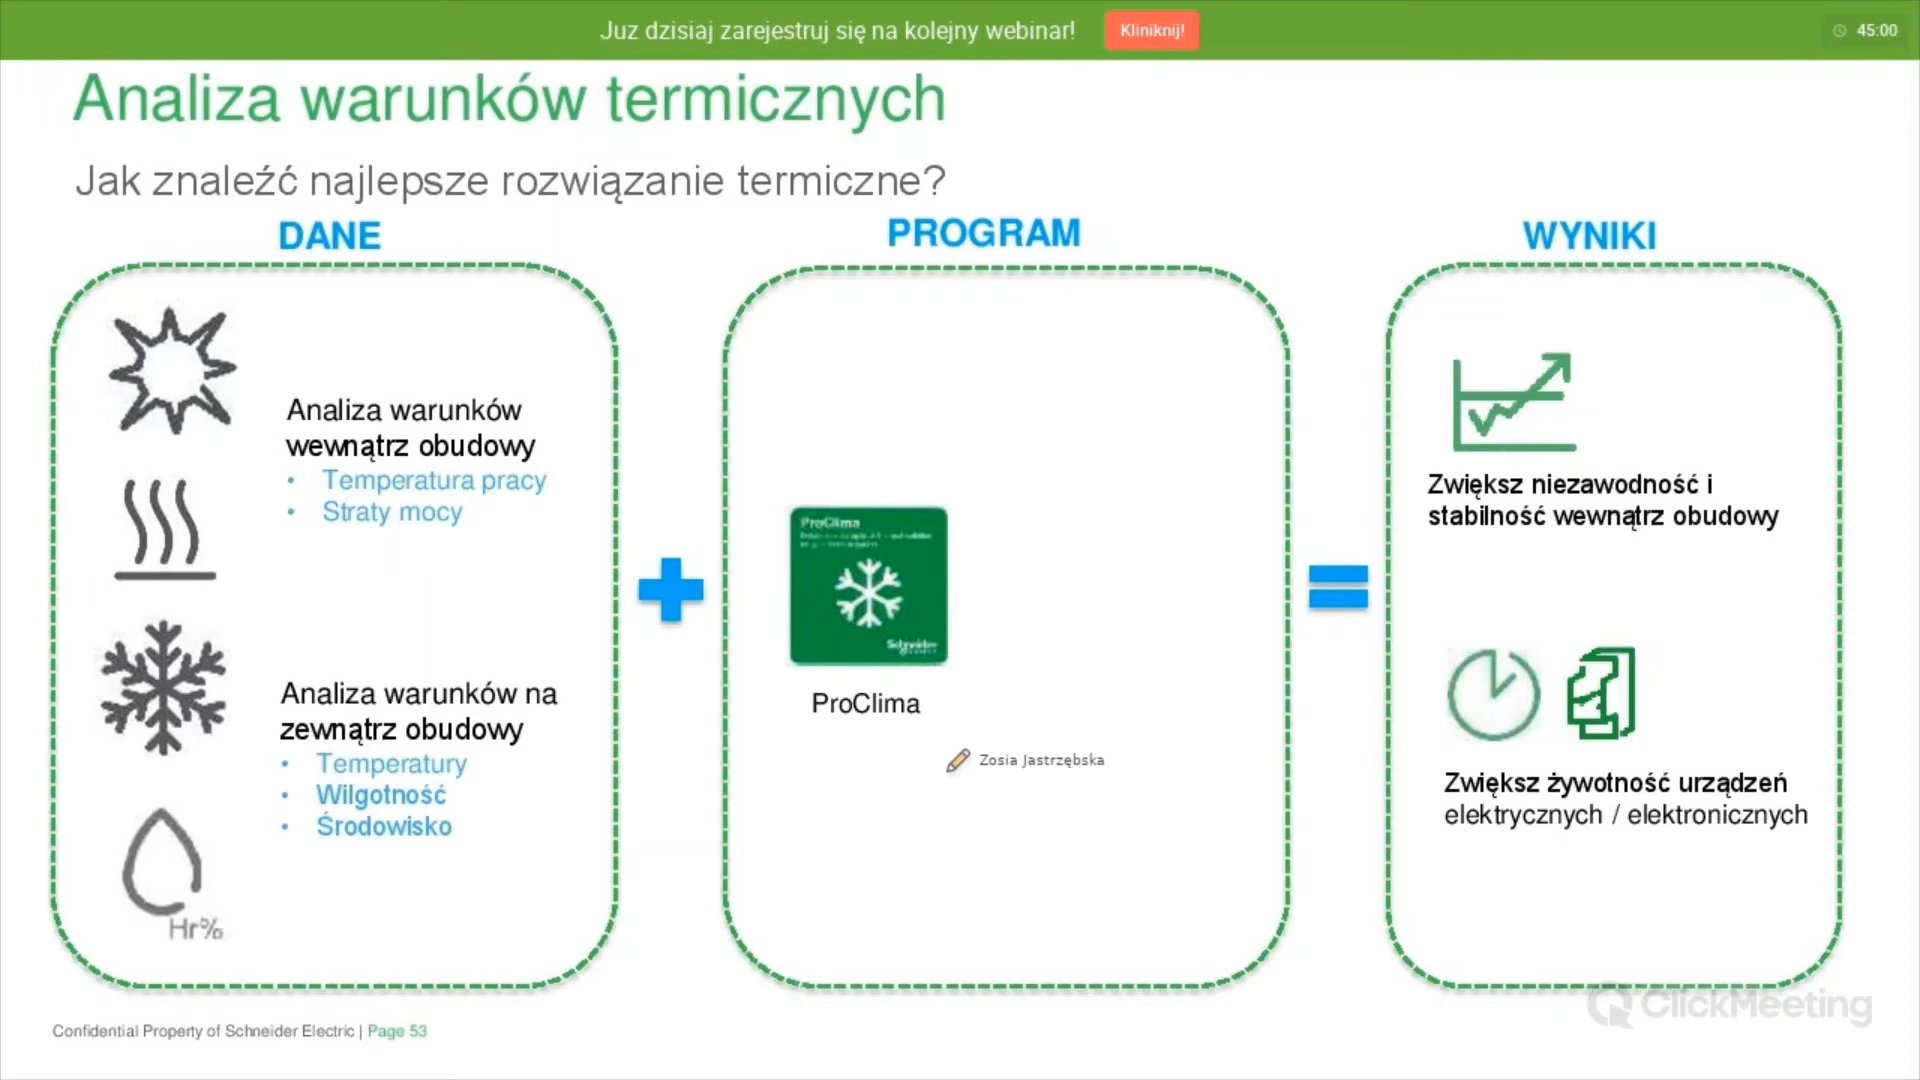 Juz dzisiaj zarejestruj się na kolejny webinar!
Kliniknij!
45:00
Analiza warunków termicznych
Jak znaleźć najlepsze rozwiązanie termiczne?
DANE
PROGRAM
WYNIKI
Analiza warunków
wewnątrz obudowy
• Temperatura pracy
• Straty mocy
Hr%
Analiza warunków na
zewnątrz obudowy
• Temperatury
• Wilgotność
• Środowisko
ProClima
Schneider
ProClima
Zosia Jastrzębska
Zwiększ niezawodność i
stabilność wewnątrz obudowy
Zwiększ żywotność urządzeń
elektrycznych / elektronicznych
Confidential Property of Schneider Electric | Page 53
ClickMeeting